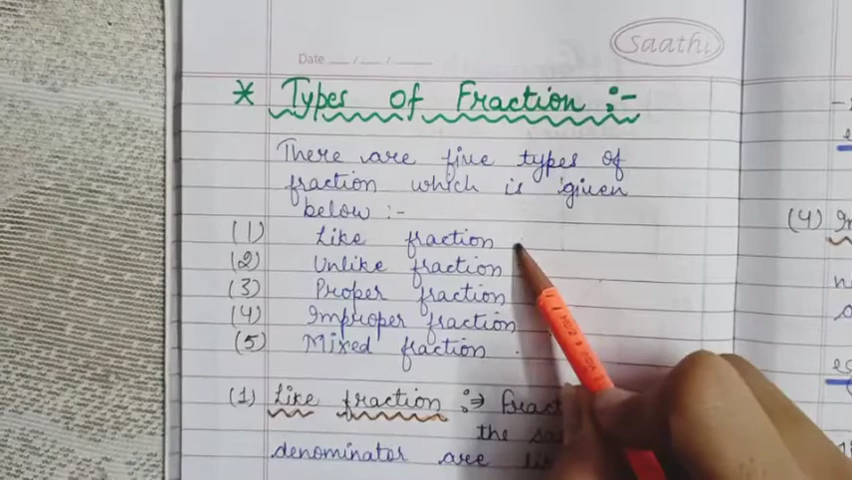 saathi
Date
* Types of Fraction :-
There are five types of
fraction which is given
below :-
(1) Like fraction
(2) Unlike fraction
(3) Proper fraction
(4) Improper fraction
(5) Mixed fraction
(1) Like fraction :⇒
the
denominator are
(4)